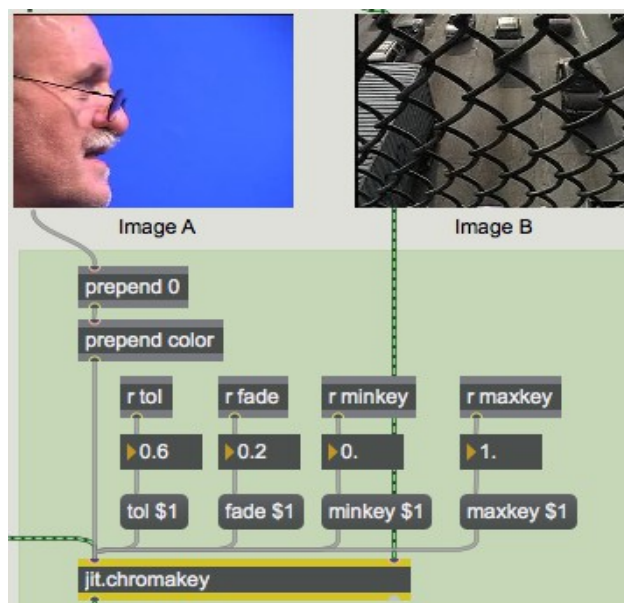 Image A
Image B
prepend 0
prepend color
r tol
r fade
r minkey
r maxkey
0.6
0.2
0.
1.
tol $1
fade $1
minkey $1
maxkey $1
jit.chromakey